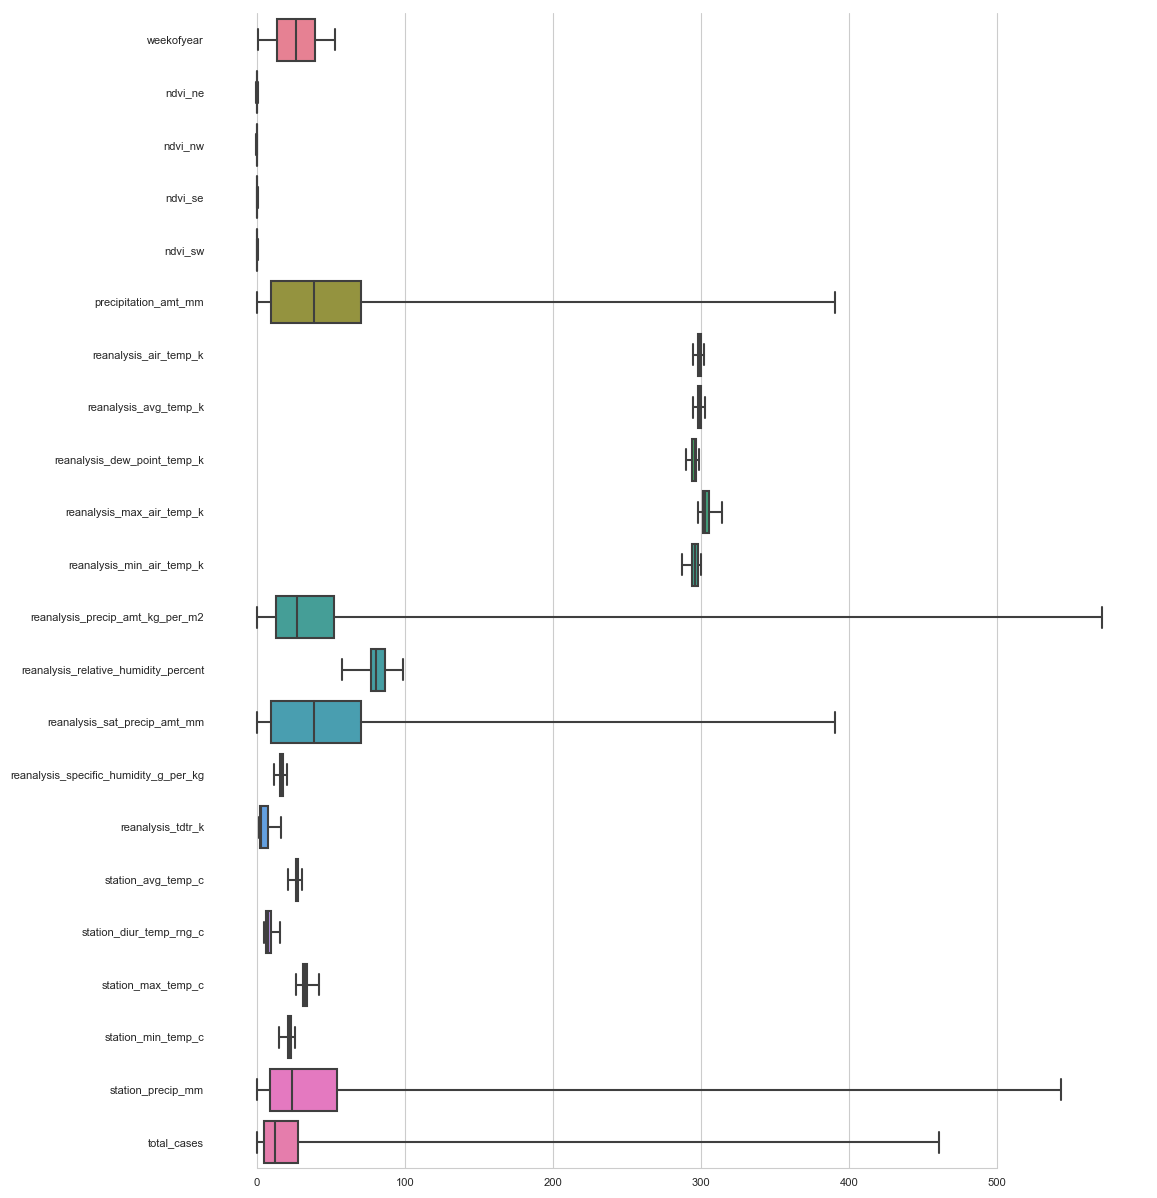 weekofyear
ndvi_ne
ndvi_nw
ndvi_se
ndvi_sw
precipitation_amt_mm
reanalysis_air_temp_k
reanalysis_avg_temp_k
reanalysis_dew_point_temp_k
reanalysis_max_air_temp_k
reanalysis_min_air_temp_k
reanalysis_precip_amt_kg_per_m2
reanalysis_relative_humidity_percent
reanalysis_sat_precip_amt_mm
reanalysis_specific_humidity_g_per_kg
reanalysis_tdtr_k
station_avg_temp_c
station_diur_temp_rng_c
station_max_temp_c
station_min_temp_c
station_precip_mm
total_cases
0 100 200 300 400 500